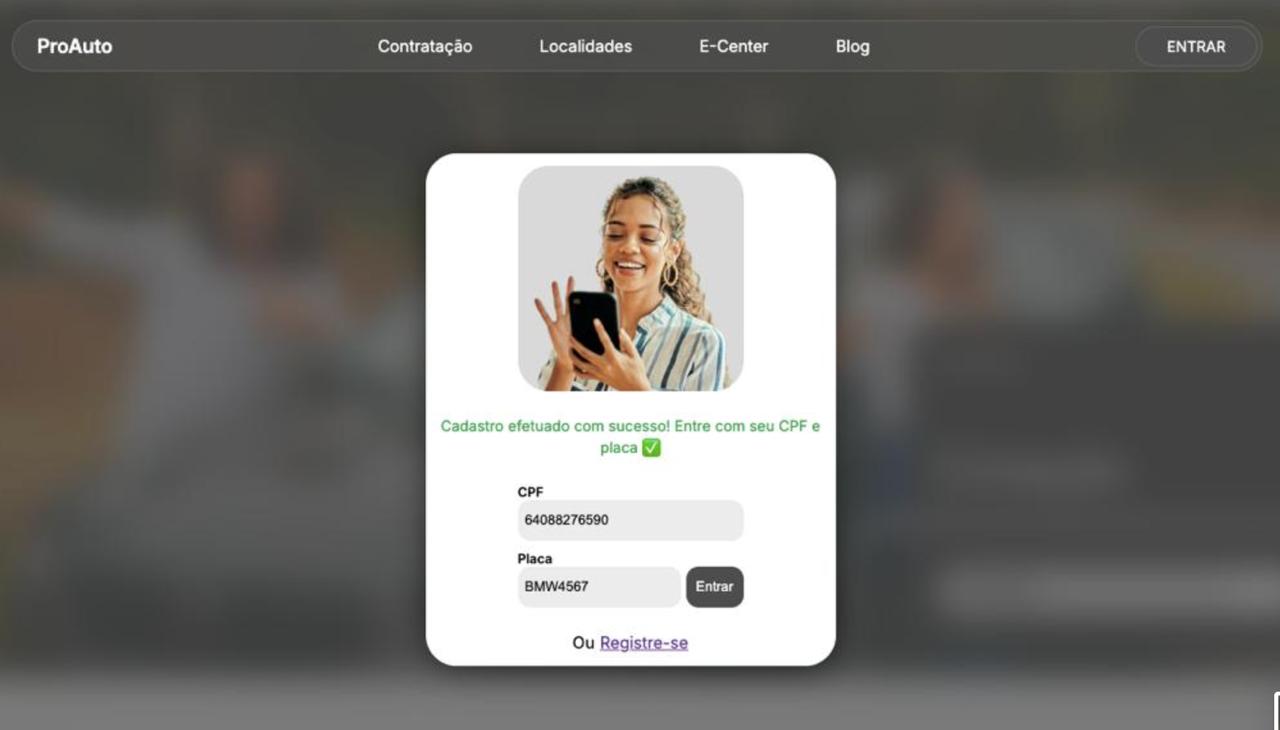 ProAuto
Contratação
Localidades
E-Center
Blog
ENTRAR
Cadastro efetuado com sucesso! Entre com seu CPF e
placa ✅
CPF
64088276590
Placa
BMW4567
Entrar
Ou Registre-se